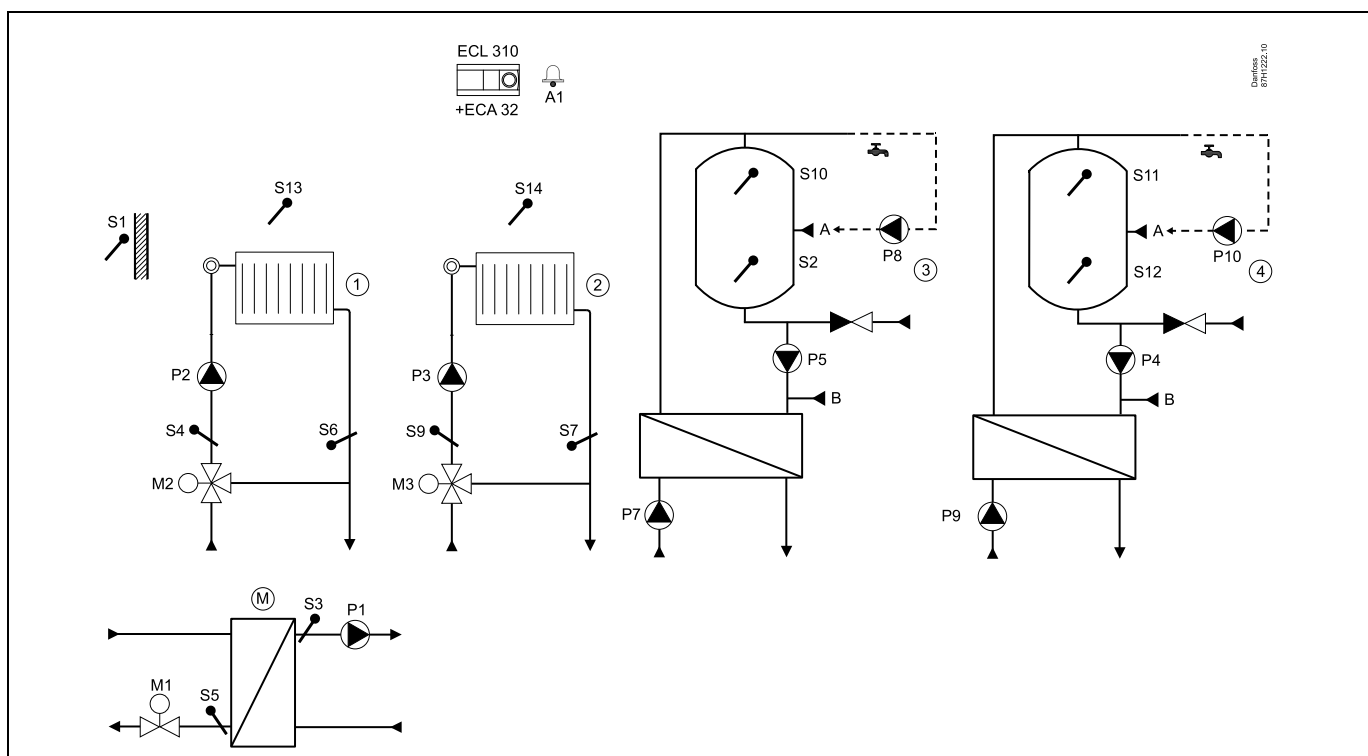 ECL 310
+ECA 32
A1
Danfoss
87H1222.10
S1
S13
1
P2
S4
S6
M2
S14
2
P3
S9
S7
M3
S10
A
S2
P8
3
P5
B
P7
S11
A
S12
P10
4
P4
B
P9
M
S3
P1
M1
S5